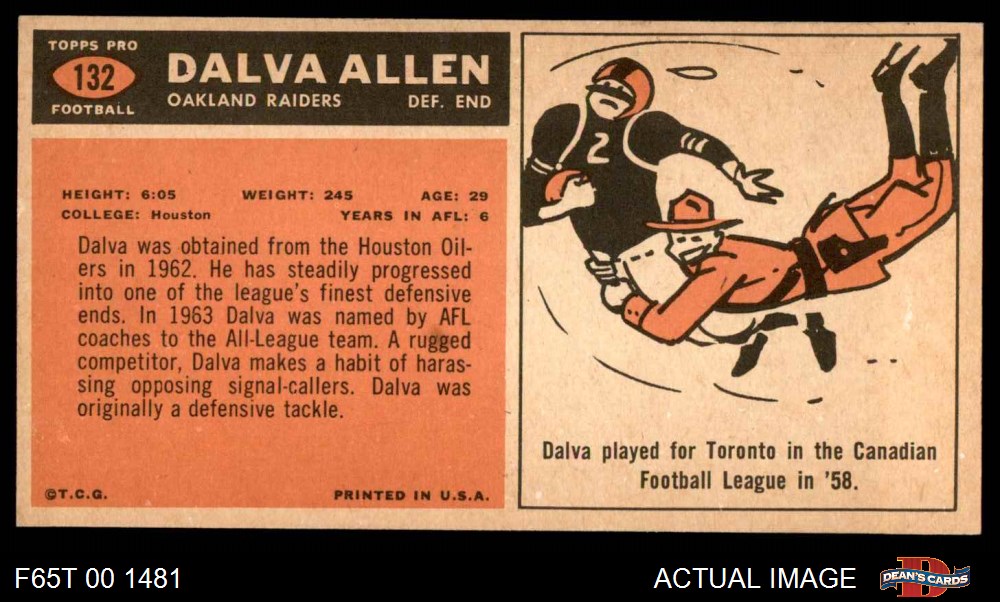 TOPPS PRO
132
FOOTBALL
DALVA ALLEN
OAKLAND RAIDERS DEF. END
HEIGHT: 6:05 WEIGHT: 245 AGE: 29
COLLEGE: Houston YEARS IN AFL: 6
Dalva was obtained from the Houston Oil-
ers in 1962. He has steadily progressed
into one of the league's finest defensive
ends. In 1963 Dalva was named by AFL
coaches to the All-League team. A rugged
competitor, Dalva makes a habit of haras-
sing opposing signal-callers. Dalva was
originally a defensive tackle.
©T.C.G. PRINTED IN U.S.A.
2
Dalva played for Toronto in the Canadian
Football League in '58.
F65T 00 1481
ACTUAL IMAGE
D
DEAN'S CARDS